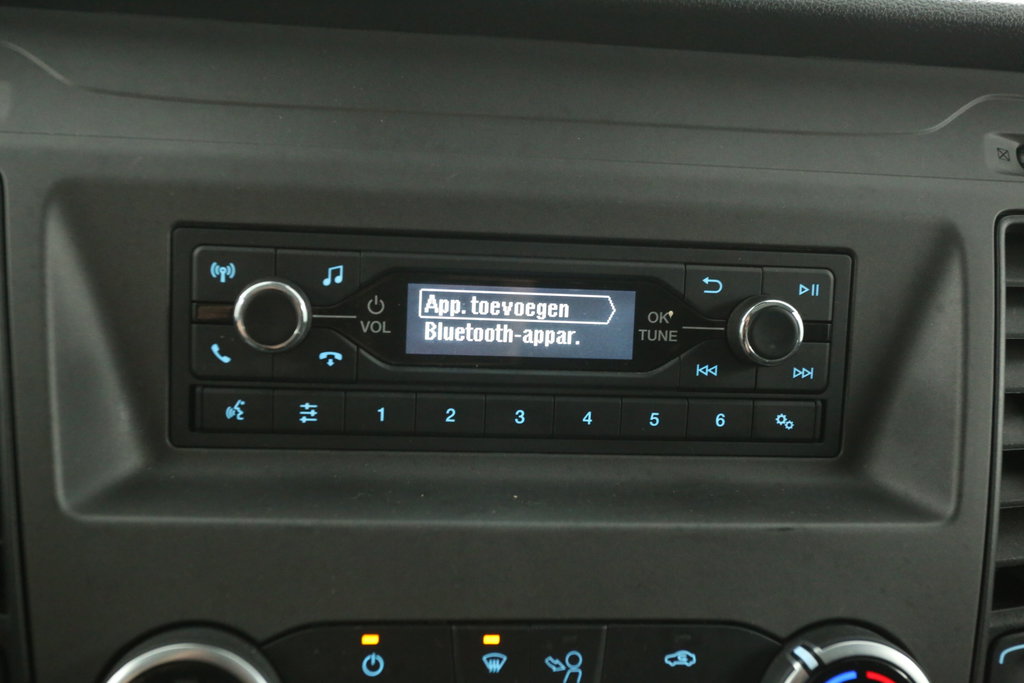 App. toevoegen
Bluetooth-appar.
VOL
OK
TUNE
1 2 3 4 5 6